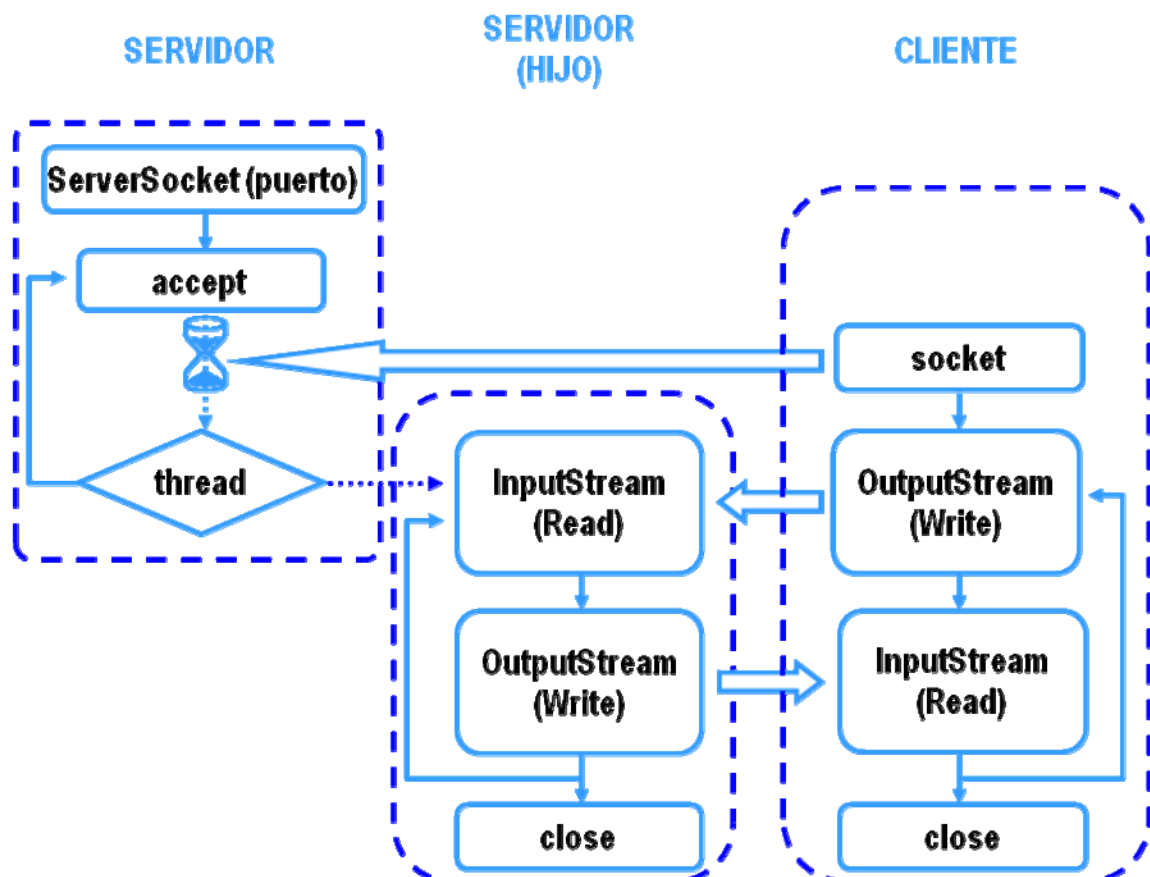 SERVIDOR
SERVIDOR
(HIJO)
CLIENTE
ServerSocket (puerto)
accept
socket
thread
InputStream
(Read)
OutputStream
(Write)
OutputStream
(Write)
InputStream
(Read)
close
close